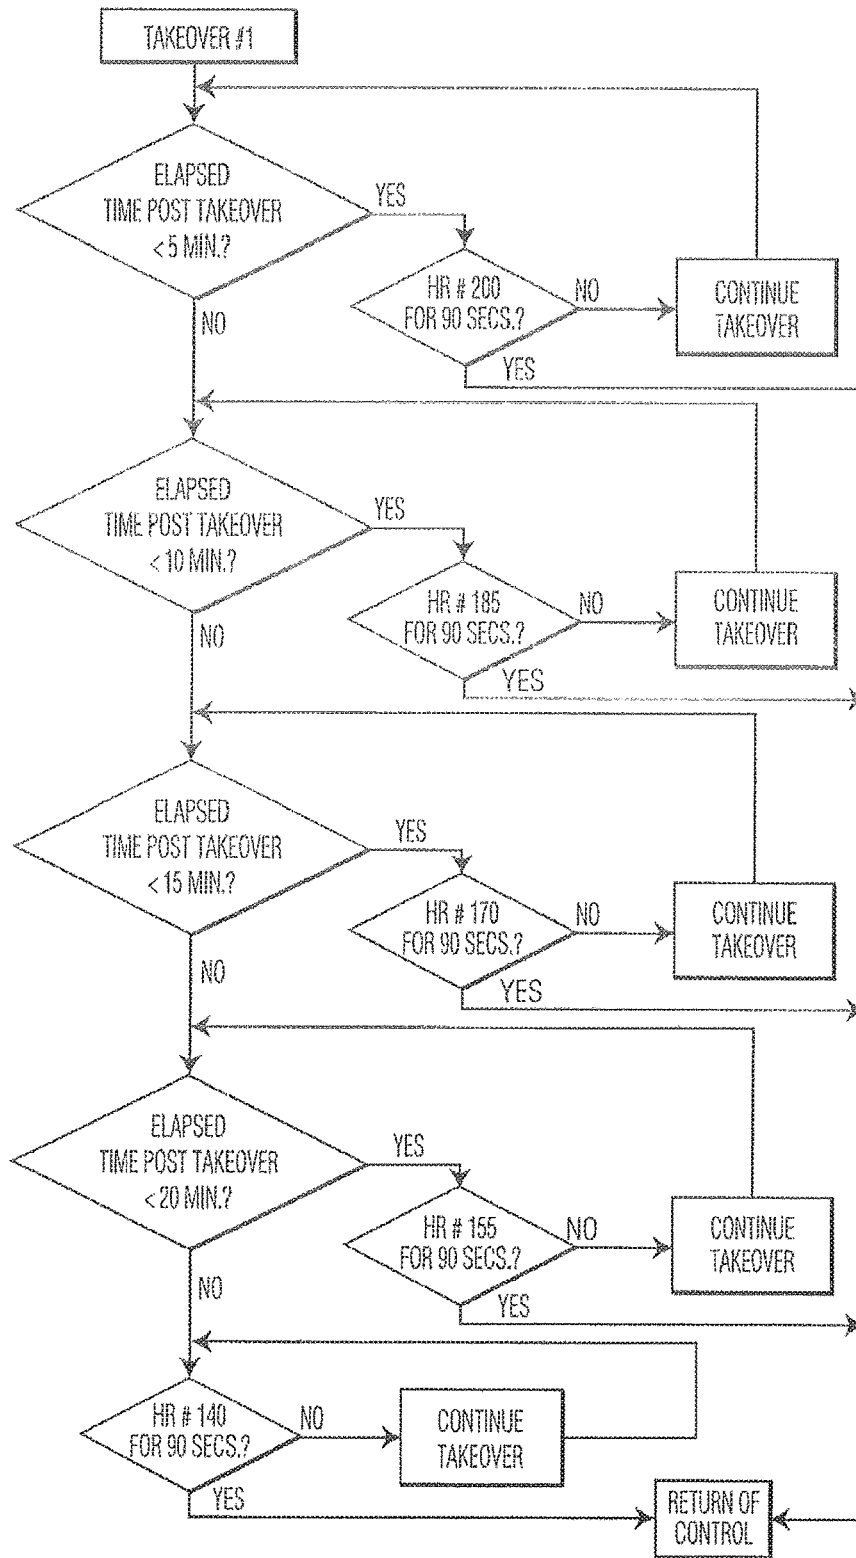 TAKEOVER #1
ELAPSED
TIME POST TAKEOVER
< 5 MIN.?
YES
HR # 200
FOR 90 SECS.?
NO
CONTINUE
TAKEOVER
NO
YES
ELAPSED
TIME POST TAKEOVER
< 10 MIN.?
YES
HR # 185
FOR 90 SECS.?
NO
CONTINUE
TAKEOVER
NO
YES
ELAPSED
TIME POST TAKEOVER
< 15 MIN.?
YES
HR # 170
FOR 90 SECS.?
NO
CONTINUE
TAKEOVER
NO
YES
ELAPSED
TIME POST TAKEOVER
< 20 MIN.?
YES
HR # 155
FOR 90 SECS.?
NO
CONTINUE
TAKEOVER
NO
YES
HR # 140
FOR 90 SECS.?
NO
CONTINUE
TAKEOVER
YES
RETURN OF
CONTROL